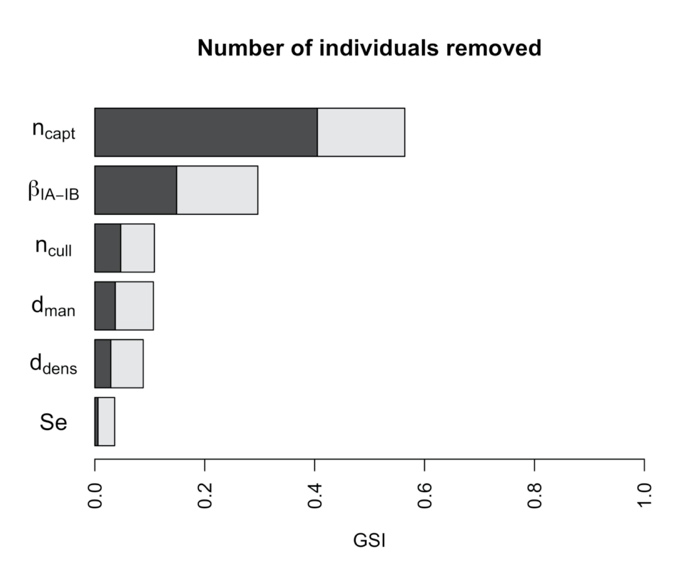 Number of individuals removed
n_capt
β_IA−IB
n_cull
d_man
d_dens
Se
0.0 0.2 0.4 0.6 0.8 1.0
GSI